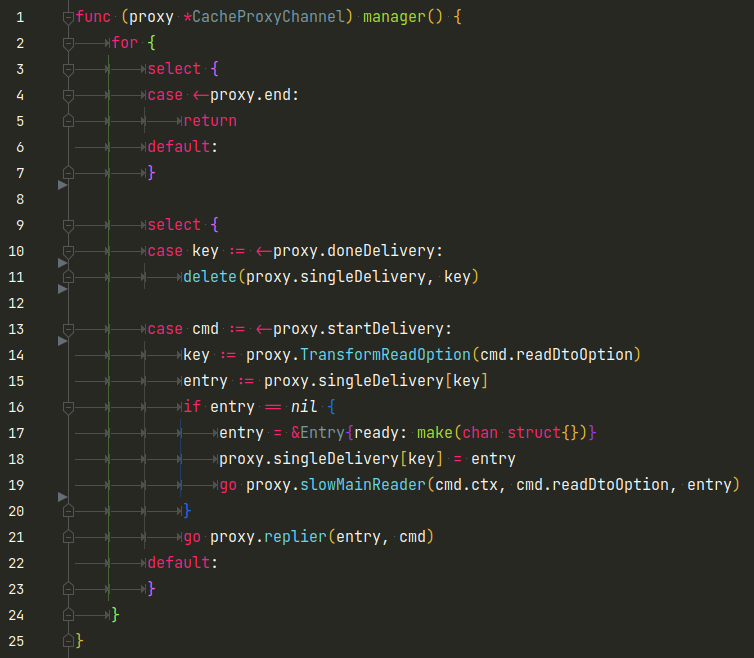 1 func (proxy *CacheProxyChannel) manager() {
2 for {
3 select {
4 case <-proxy.end:
5 return
6 default:
7 }
8
9 select {
10 case key := <-proxy.doneDelivery:
11 delete(proxy.singleDelivery, key)
12
13 case cmd := <-proxy.startDelivery:
14 key := proxy.TransformReadOption(cmd.readDtoOption)
15 entry := proxy.singleDelivery[key]
16 if entry == nil {
17 entry = &Entry{ready: make(chan struct{})}
18 proxy.singleDelivery[key] = entry
19 go proxy.slowMainReader(cmd.ctx, cmd.readDtoOption, entry)
20 }
21 go proxy.replier(entry, cmd)
22 default:
23 }
24 }
25 }